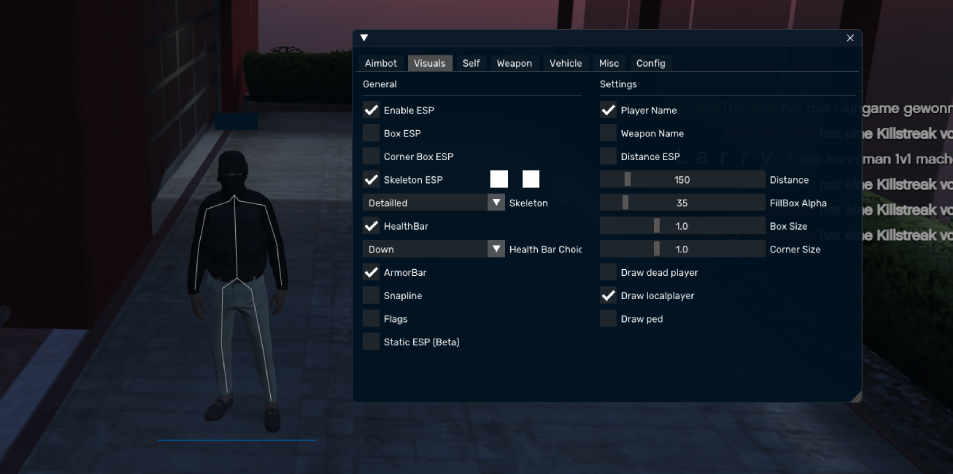 Aimbot Visuals Self Weapon Vehicle Misc Config
General
Enable ESP
Box ESP
Corner Box ESP
Skeleton ESP
Detailled Skeleton
HealthBar
Down Health Bar Choic
ArmorBar
Snapline
Flags
Static ESP (Beta)
Settings
Player Name
Weapon Name
Distance ESP
150 Distance
35 FillBox Alpha
1.0 Box Size
1.0 Corner Size
Draw dead player
Draw localplayer
Draw ped
hat das Gungame gewonn
hat eine Killstreak vo
wie kann man 1v1 mach
eine Killstreak vo
eine Killstreak vo
hat eine Killstreak vo